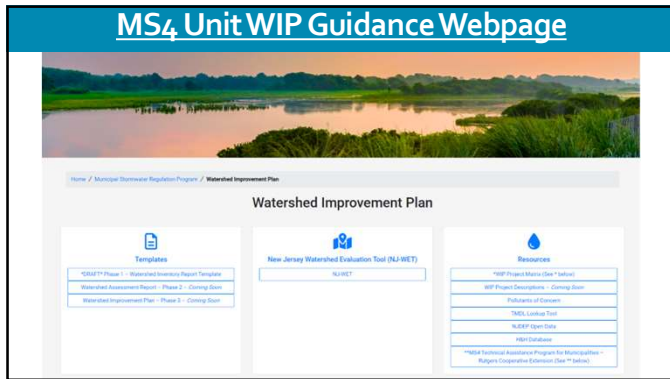 MS4 Unit WIP Guidance Webpage
Home / Municipal Stormwater Regulation Program / Watershed Improvement Plan
Watershed Improvement Plan
Templates
*DRAFT* Phase 1 – Watershed Inventory Report Template
Watershed Assessment Report – Phase 2 – Coming Soon
Watershed Improvement Plan – Phase 3 – Coming Soon
New Jersey Watershed Evaluation Tool (NJ-WET)
NJ-WET
Resources
*WIP Project Matrix (See * below)
WIP Project Descriptions – Coming Soon
Pollutants of Concern
TMDL Lookup Tool
NJDEP Open Data
H&H Database
**MS4 Technical Assistance Program for Municipalities –
Rutgers Cooperative Extension (See ** below)